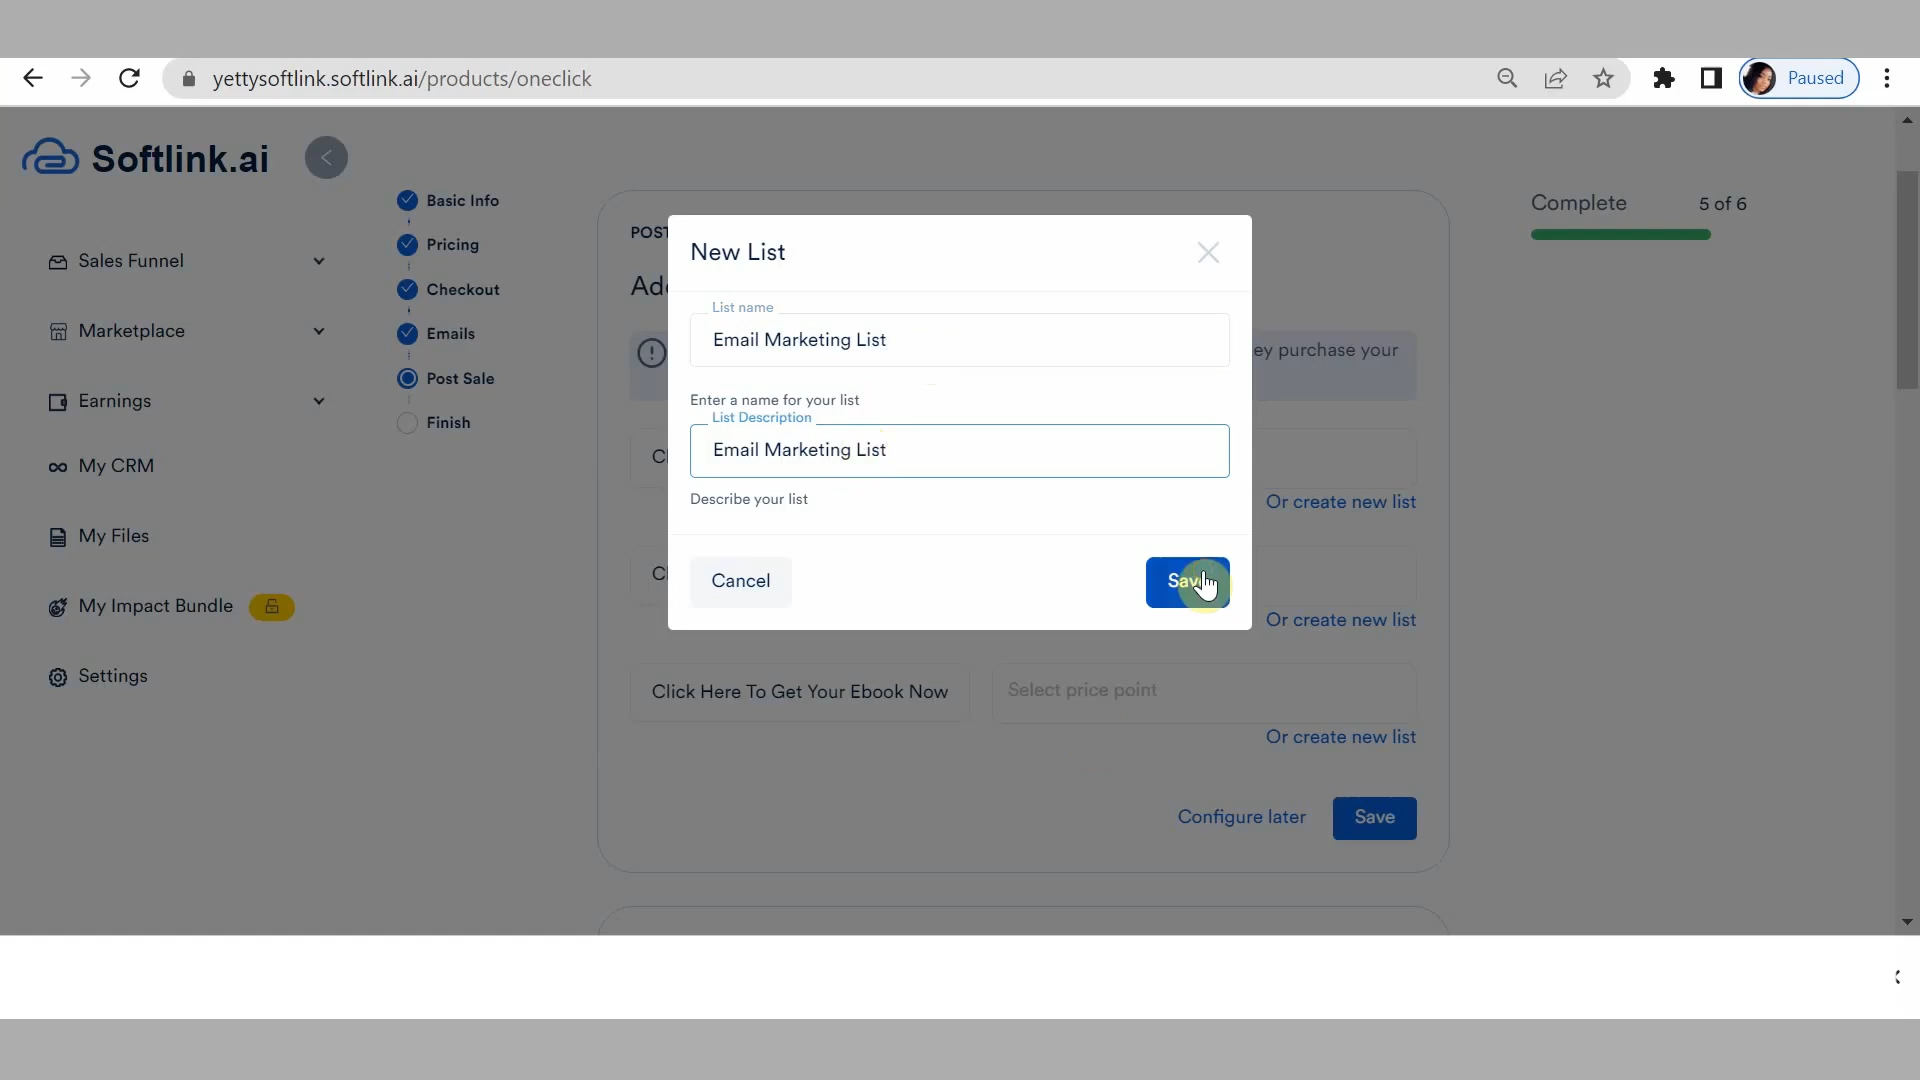 yettysoftlink.softlink.ai/products/oneclick
Paused
Softlink.ai
Sales Funnel
Marketplace
Earnings
My CRM
My Files
My Impact Bundle
Settings
Basic Info
Pricing
Checkout
Emails
Post Sale
Finish
Complete 5 of 6
New List
List name
Email Marketing List
Enter a name for your list
List Description
Email Marketing List
Describe your list
Cancel
Save
purchase your
Or create new list
Or create new list
Click Here To Get Your Ebook Now
Select price point
Or create new list
Configure later
Save